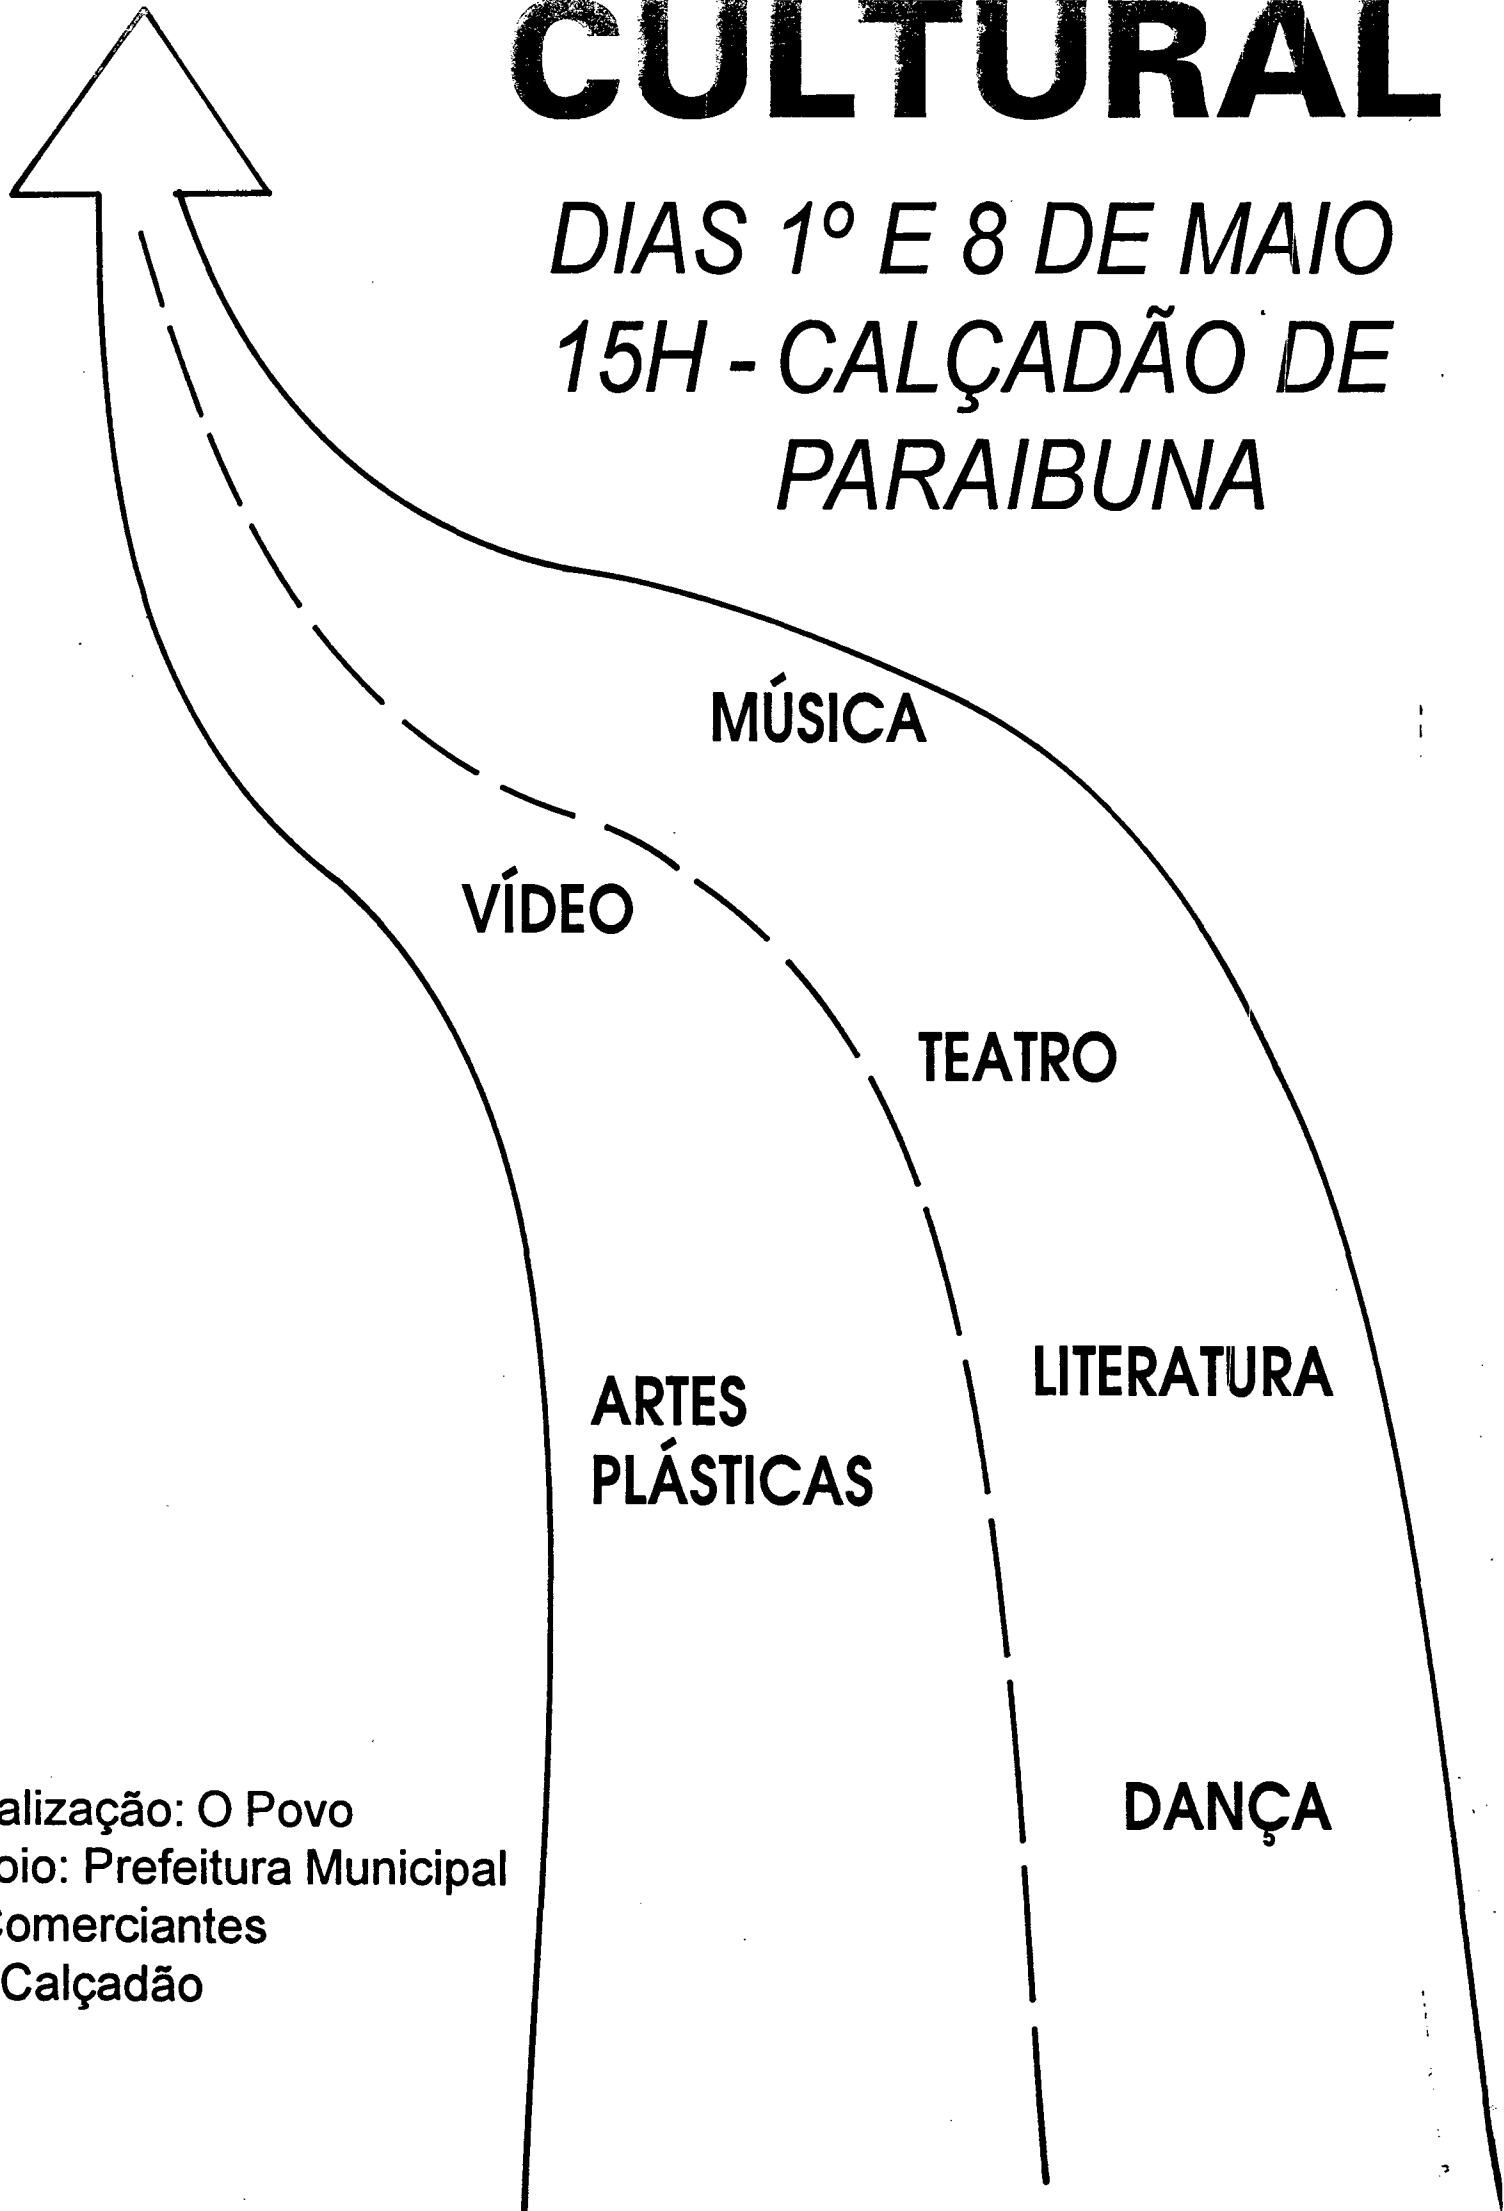 CULTURAL
DIAS 1º E 8 DE MAIO
15H - CALÇADÃO DE
PARAIBUNA
MÚSICA
VÍDEO
TEATRO
LITERATURA
ARTES
PLÁSTICAS
DANÇA
alização: O Povo
oio: Prefeitura Municipal
Comerciantes
Calçadão